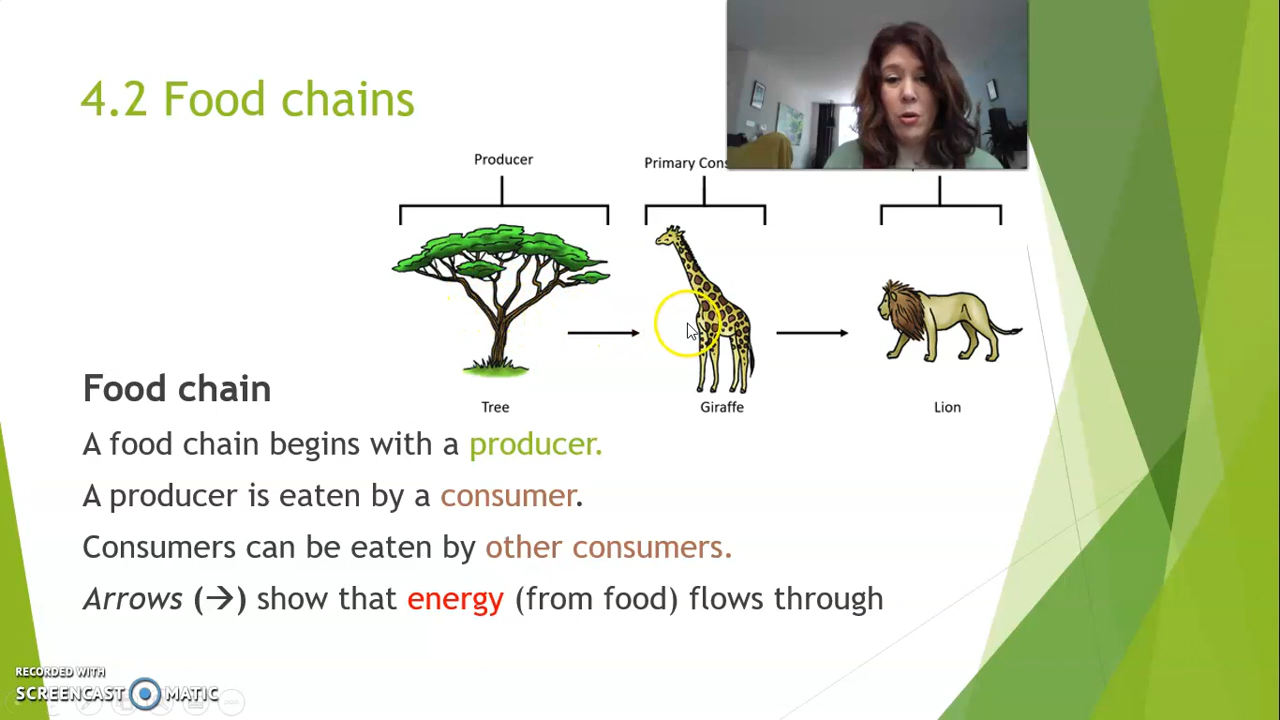 4.2 Food chains
Producer
Primary Cons
Tree
Giraffe
Lion
Food chain
A food chain begins with a producer.
A producer is eaten by a consumer.
Consumers can be eaten by other consumers.
Arrows (→) show that energy (from food) flows through
RECORDED WITH
SCREENCAST MATIC